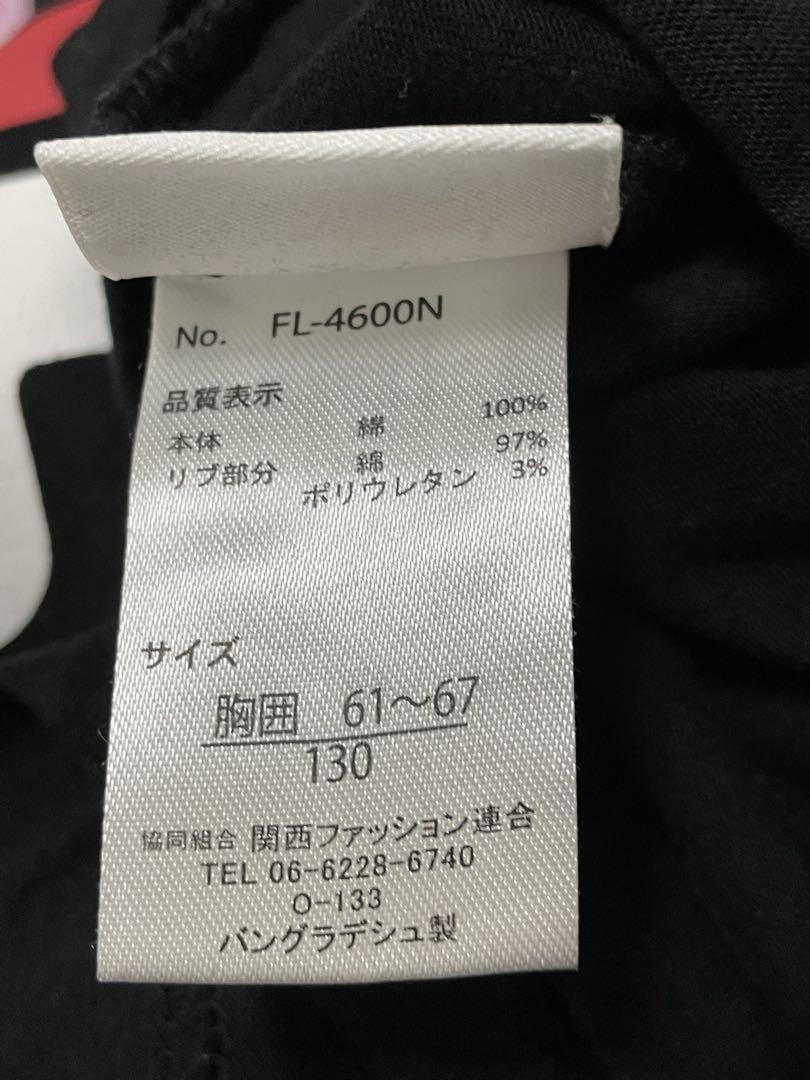 No. FL-4600N
品質表示
本体 綿 100%
リブ部分 綿 97%
ポリウレタン 3%
サイズ
胸囲 61～67
130
協同組合 関西ファッション連合
TEL 06-6228-6740
O-133
バングラデシュ製